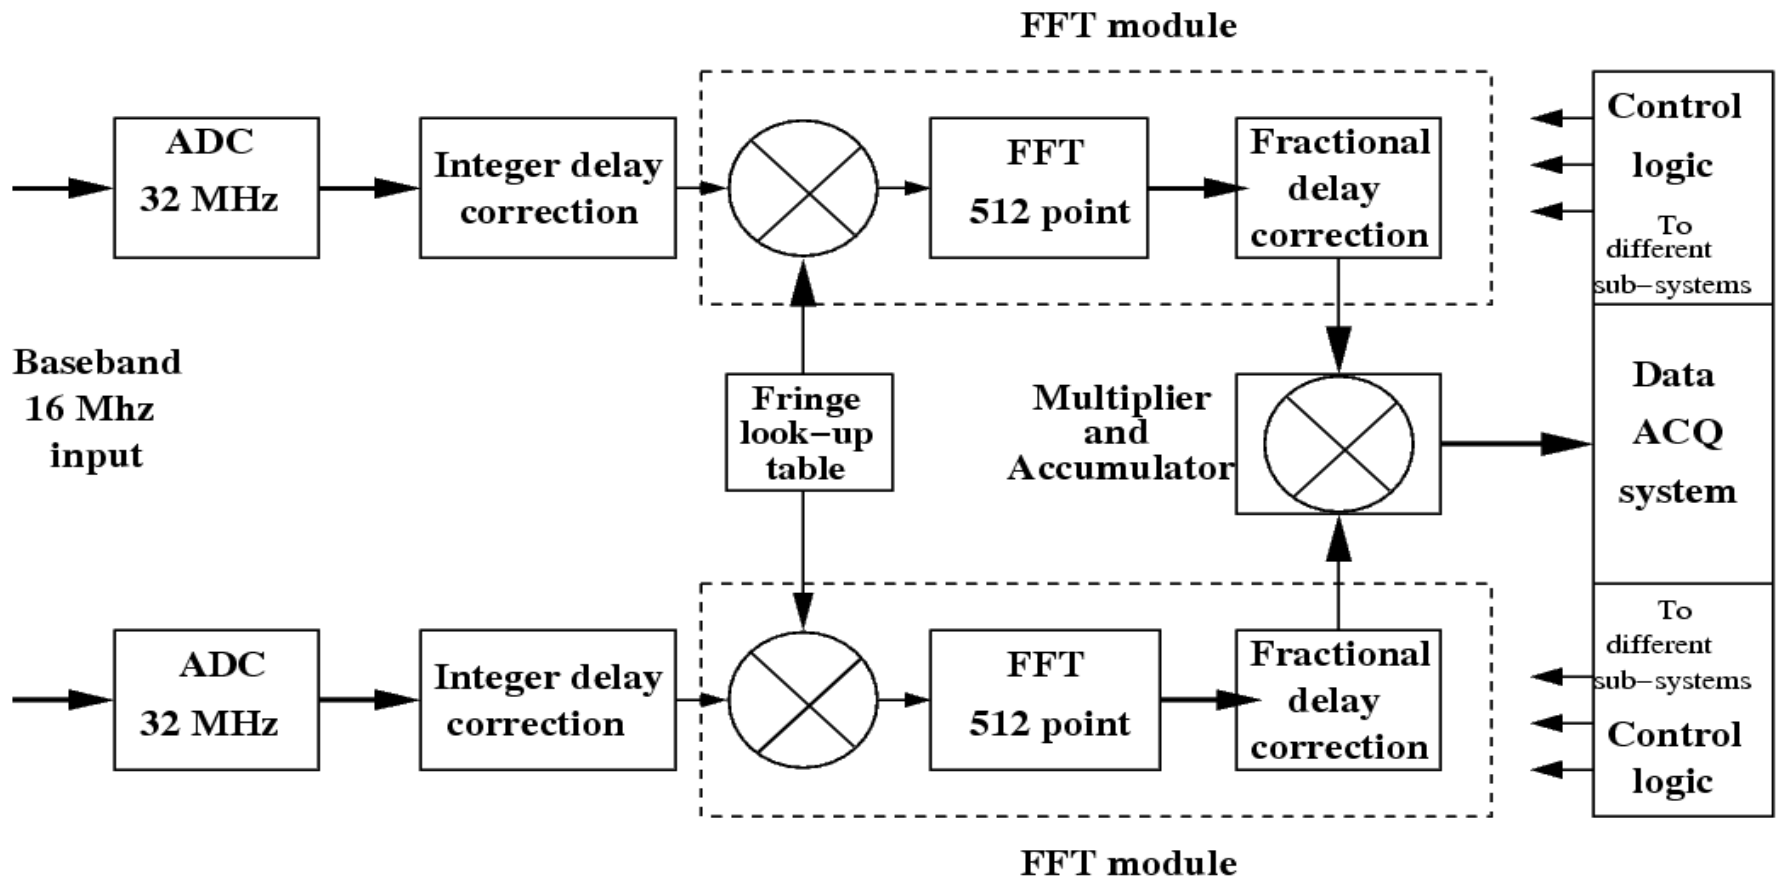 FFT module
ADC
32 MHz
Integer delay
correction
FFT
512 point
Fractional
delay
correction
Control
logic
To
different
sub-systems
Baseband
16 Mhz
input
Fringe
look-up
table
Multiplier
and
Accumulator
Data
ACQ
system
ADC
32 MHz
Integer delay
correction
FFT
512 point
Fractional
delay
correction
To
different
sub-systems
Control
logic
FFT module